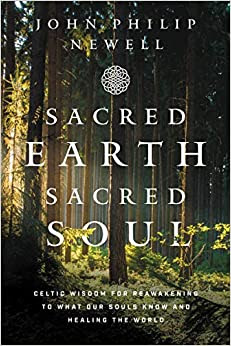 JOHN PHILIP
NEWELL
SACRED
EARTH
SACRED
SOUL
CELTIC WISDOM FOR REAWAKENING
TO WHAT OUR SOULS KNOW AND
HEALING THE WORLD